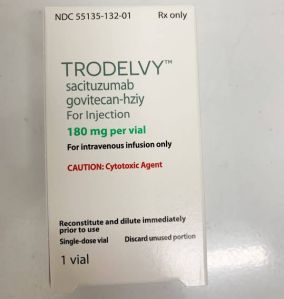 NDC 55135-132-01 Rx only
TRODELVY™
sacituzumab
govitecan-hziy
For Injection
180 mg per vial
For intravenous infusion only
CAUTION: Cytotoxic Agent
Reconstitute and dilute immediately
prior to use
Single-dose vial Discard unused portion
1 vial